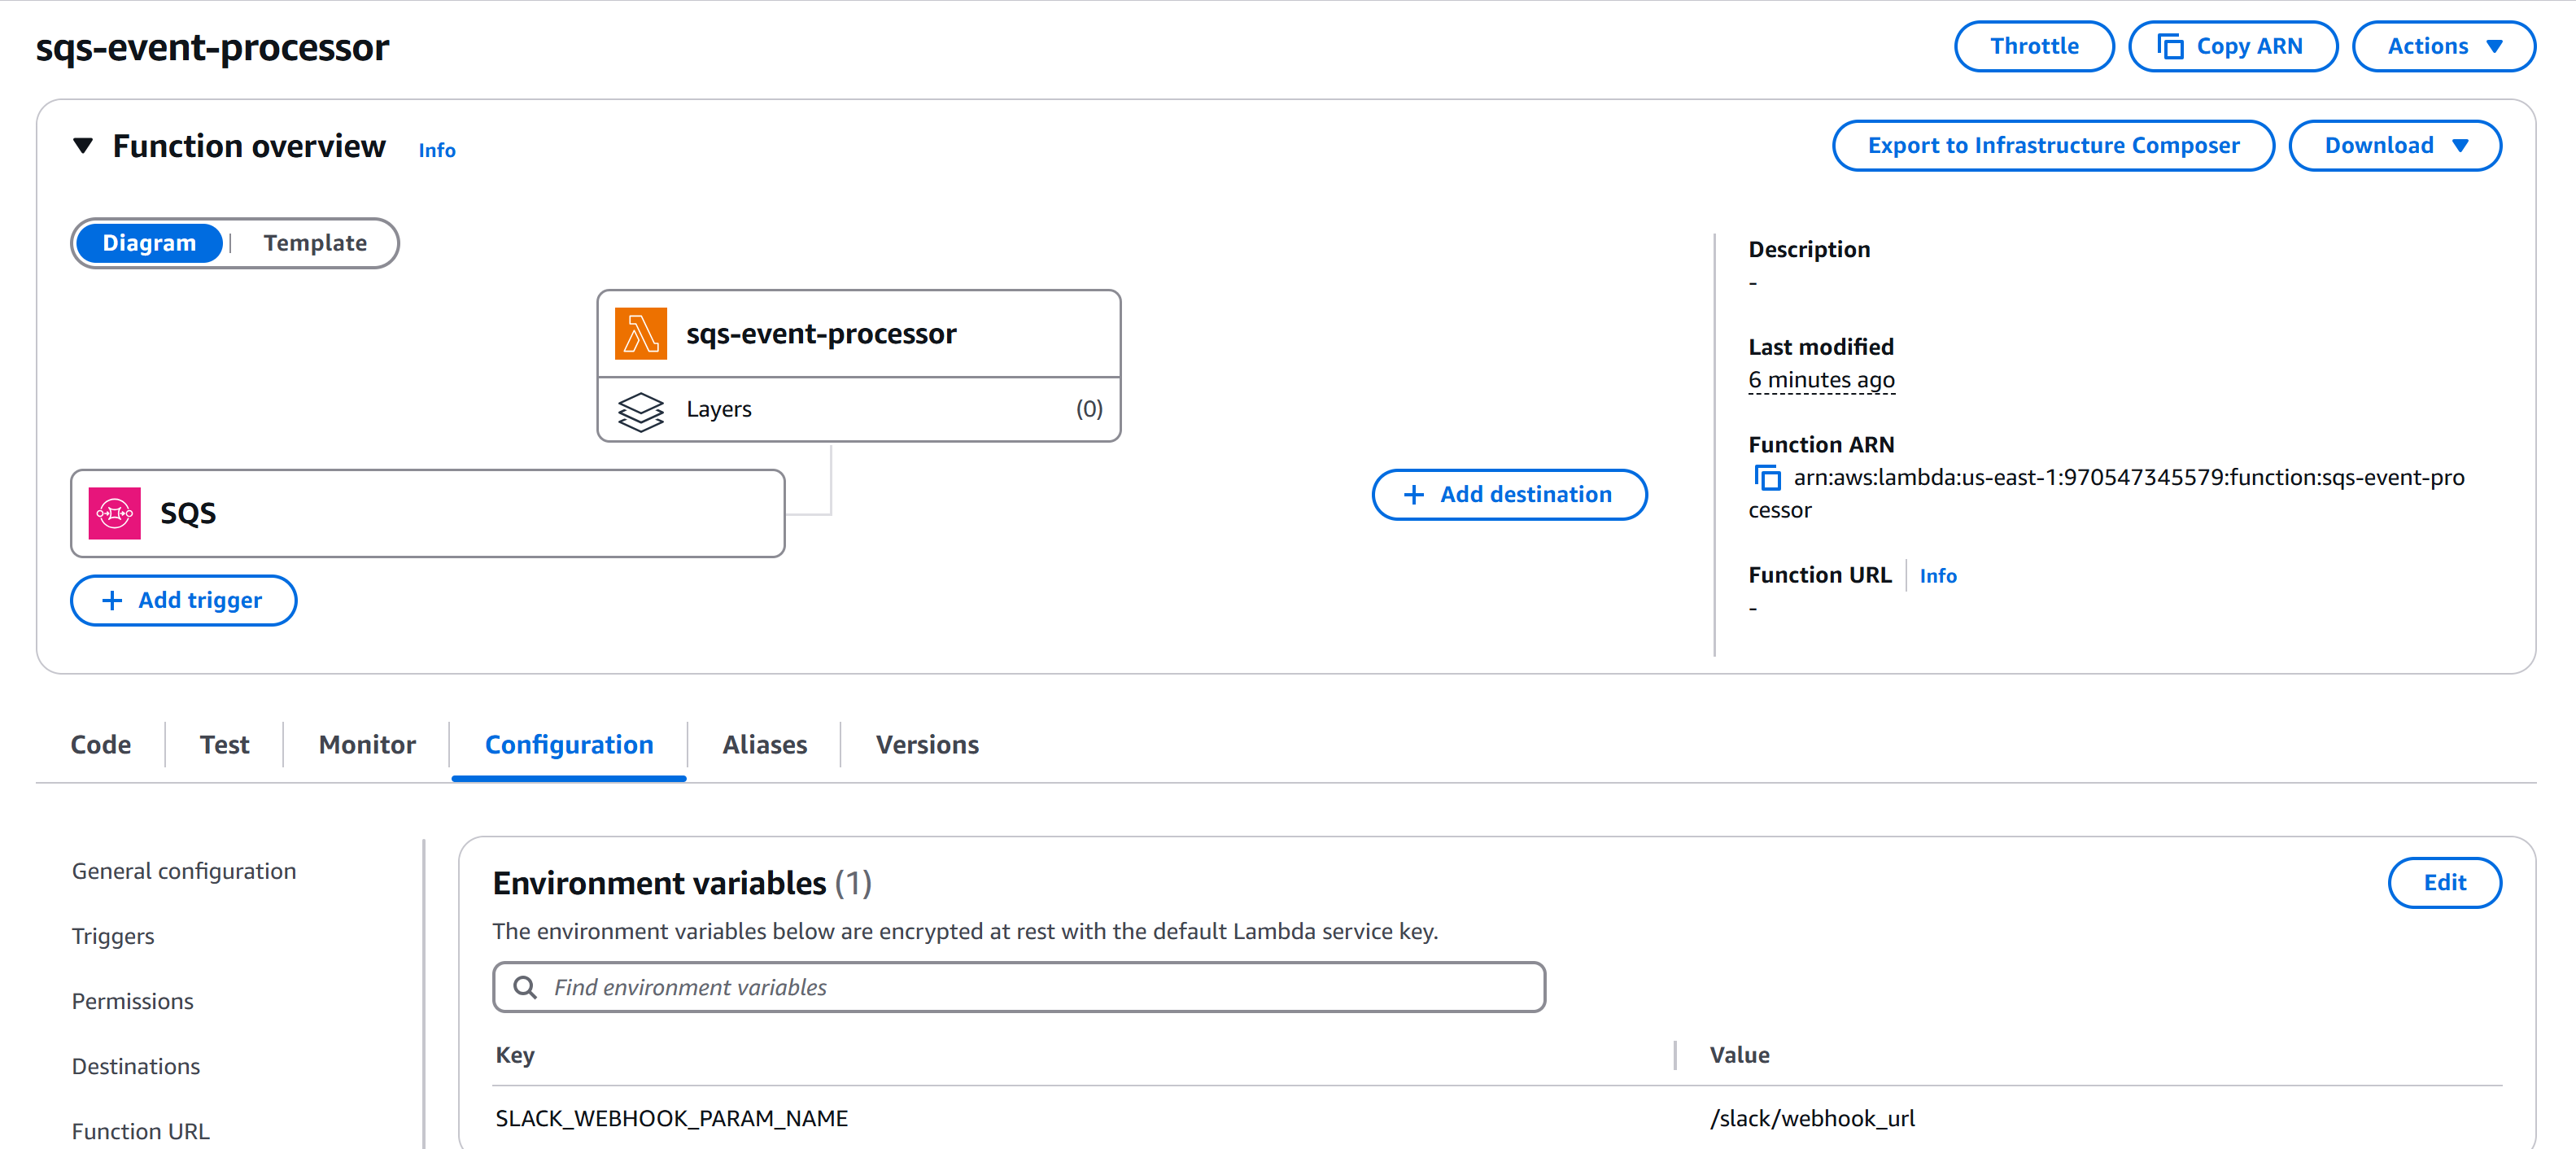 sqs-event-processor
Throttle
Copy ARN
Actions
Function overview
Info
Export to Infrastructure Composer
Download
Diagram
Template
sqs-event-processor
Layers
(0)
SQS
Add trigger
Add destination
Description
-
Last modified
6 minutes ago
Function ARN
arn:aws:lambda:us-east-1:970547345579:function:sqs-event-pro
cessor
Function URL
Info
-
Code
Test
Monitor
Configuration
Aliases
Versions
General configuration
Triggers
Permissions
Destinations
Function URL
Environment variables (1)
Edit
The environment variables below are encrypted at rest with the default Lambda service key.
Find environment variables
Key
Value
SLACK_WEBHOOK_PARAM_NAME
/slack/webhook_url